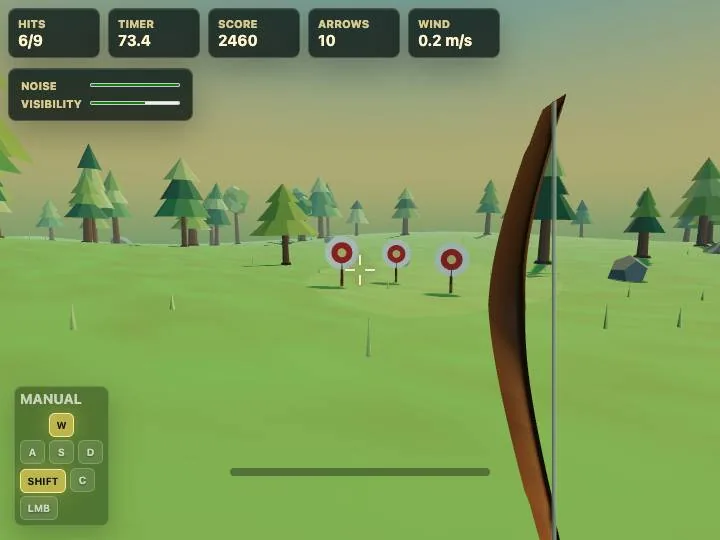 HITS
6/9
TIMER
73.4
SCORE
2460
ARROWS
10
WIND
0.2 m/s
NOISE
VISIBILITY
MANUAL
W
A S D
SHIFT C
LMB